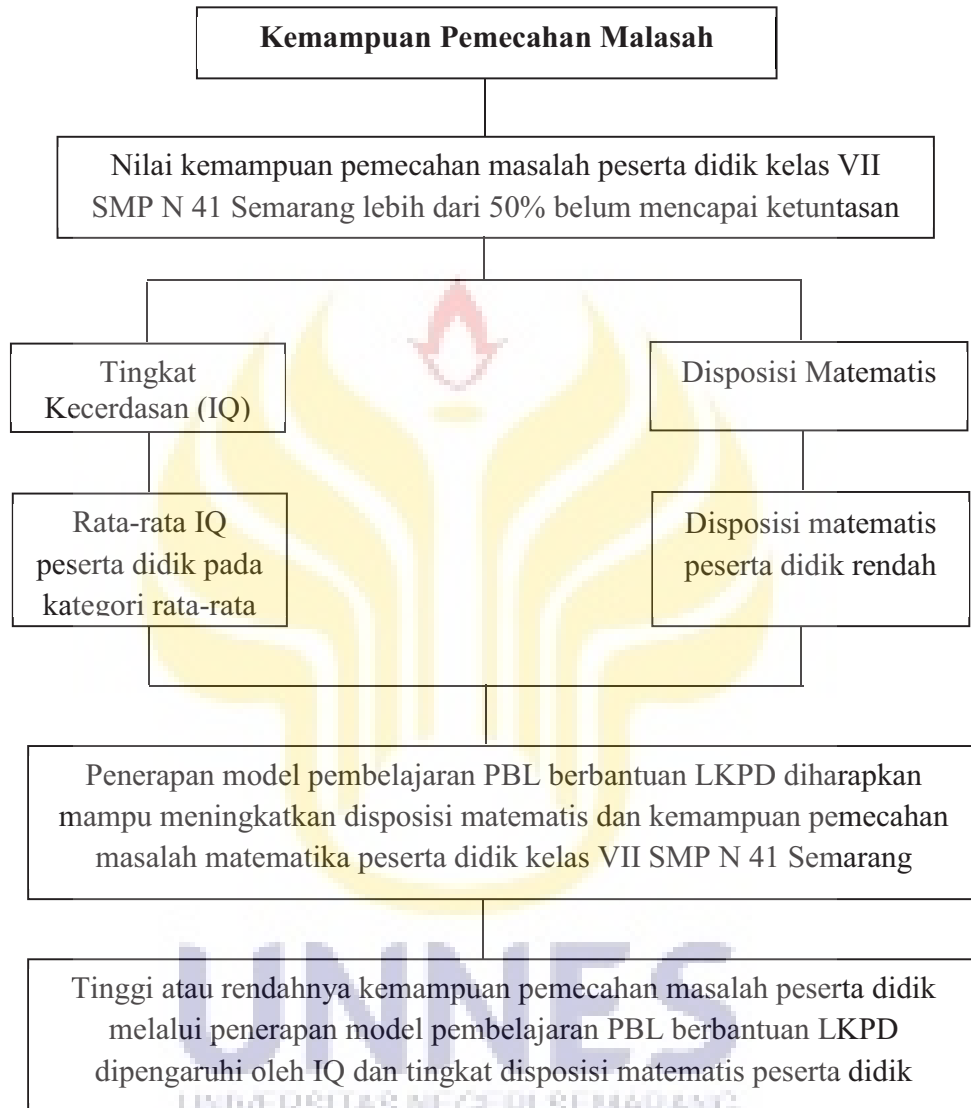 Kemampuan Pemecahan Malasah
Nilai kemampuan pemecahan masalah peserta didik kelas VII
SMP N 41 Semarang lebih dari 50% belum mencapai ketuntasan
Tingkat
Kecerdasan (IQ)
Disposisi Matematis
Rata-rata IQ
peserta didik pada
kategori rata-rata
Disposisi matematis
peserta didik rendah
Penerapan model pembelajaran PBL berbantuan LKPD diharapkan
mampu meningkatkan disposisi matematis dan kemampuan pemecahan
masalah matematika peserta didik kelas VII SMP N 41 Semarang
UNNES
Tinggi atau rendahnya kemampuan pemecahan masalah peserta didik
melalui penerapan model pembelajaran PBL berbantuan LKPD
dipengaruhi oleh IQ dan tingkat disposisi matematis peserta didik
UNIVERSITAS NEGERI SEMARANG